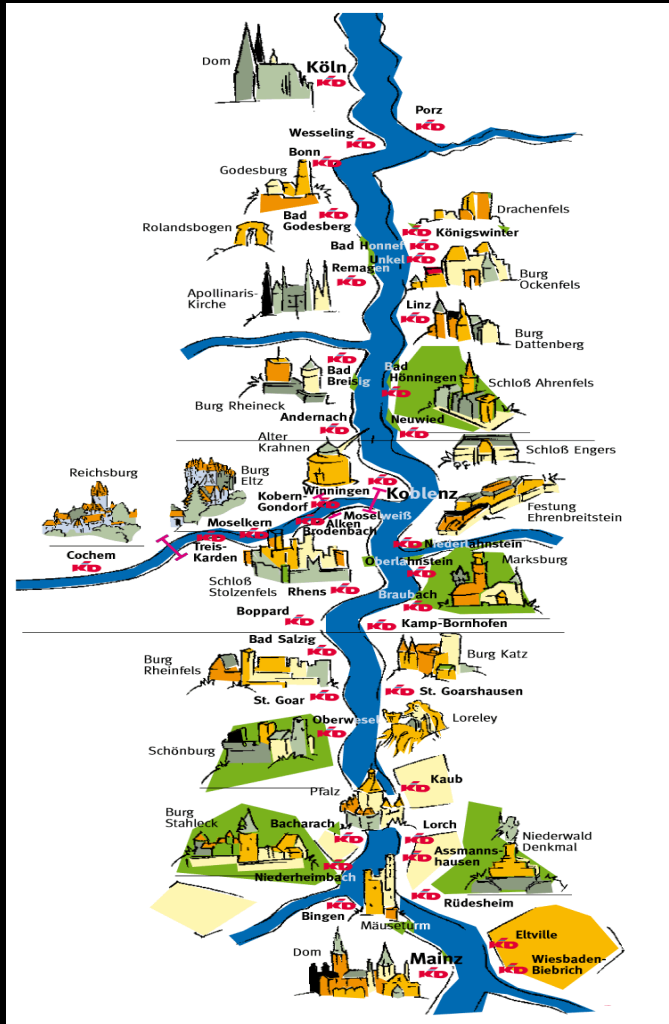 Dom
Köln
KD
Porz
KD
Wesseling
KD
Bonn
KD
Godesburg
Drachenfels
Bad
Godesberg
KD
Rolandsbogen
KD
Königswinter
Bad Honnef
KD
Unkel
KD
Remagen
KD
Burg
Ockenfels
Apollinaris-
Kirche
Linz
KD
Burg
Dattenberg
KD
Bad
Breisig
Bad
Hönningen
KD
Schloß Ahrenfels
Burg Rheineck
Andernach
KD
Neuwied
KD
Alter
Krahnen
Schloß Engers
Reichsburg
Burg
Eltz
KD
Winningen
KD
Koblenz
Kobern-
Gondorf
KD
Moselweiß
Festung
Ehrenbreitstein
Moselkern
KD
Alken
Brodenbach
KD
Treis-
Karden
Cochem
KD
KD
Niederlahnstein
Oberlahnstein
KD
Marksburg
Schloß
Stolzenfels
Rhens
KD
Braubach
KD
Boppard
KD
KD
Kamp-Bornhofen
Bad Salzig
KD
Burg
Rheinfels
Burg Katz
St. Goar
KD
KD
St. Goarshausen
Oberwesel
KD
Loreley
Schönburg
Kaub
KD
Pfalz
Burg
Stahleck
Bacharach
KD
Lorch
KD
Niederwald
Denkmal
KD
Assmanns-
hausen
KD
Niederheimbach
KD
Rüdesheim
KD
Bingen
Mäuseturm
Eltville
KD
Dom
Mainz
KD
Wiesbaden-
Biebrich
KD